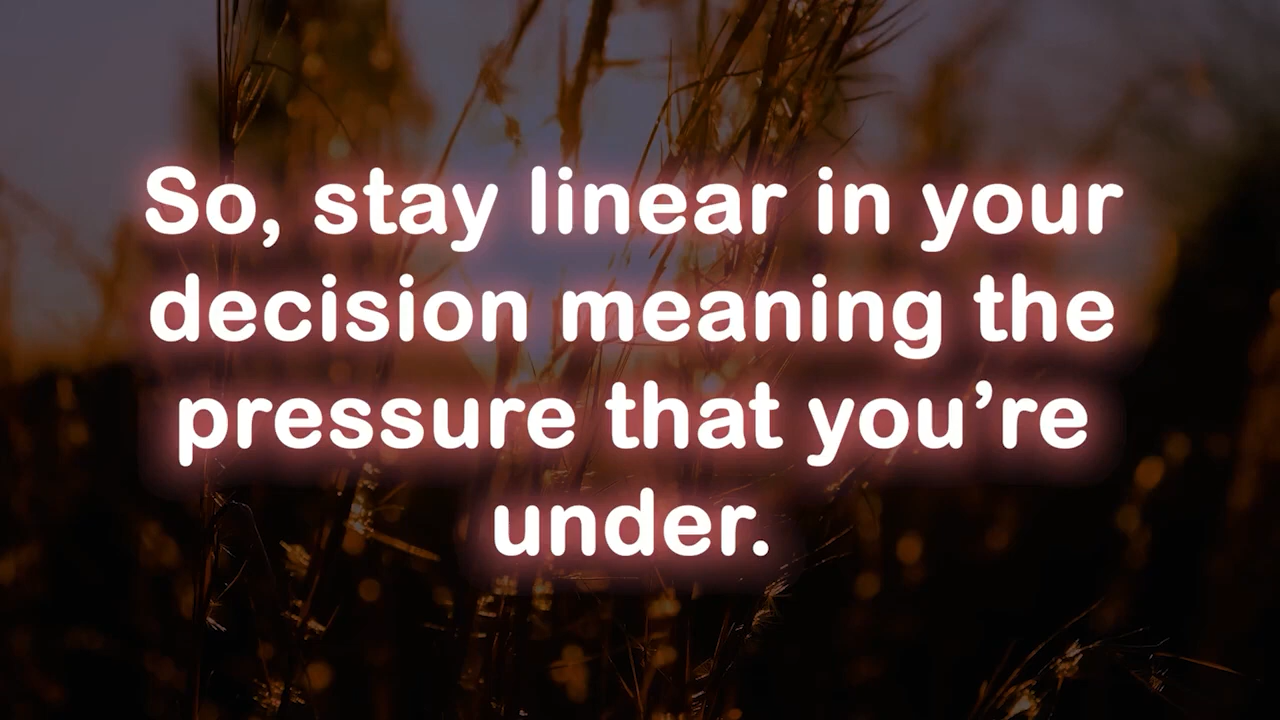 So, stay linear in your
decision meaning the
pressure that you’re
under.